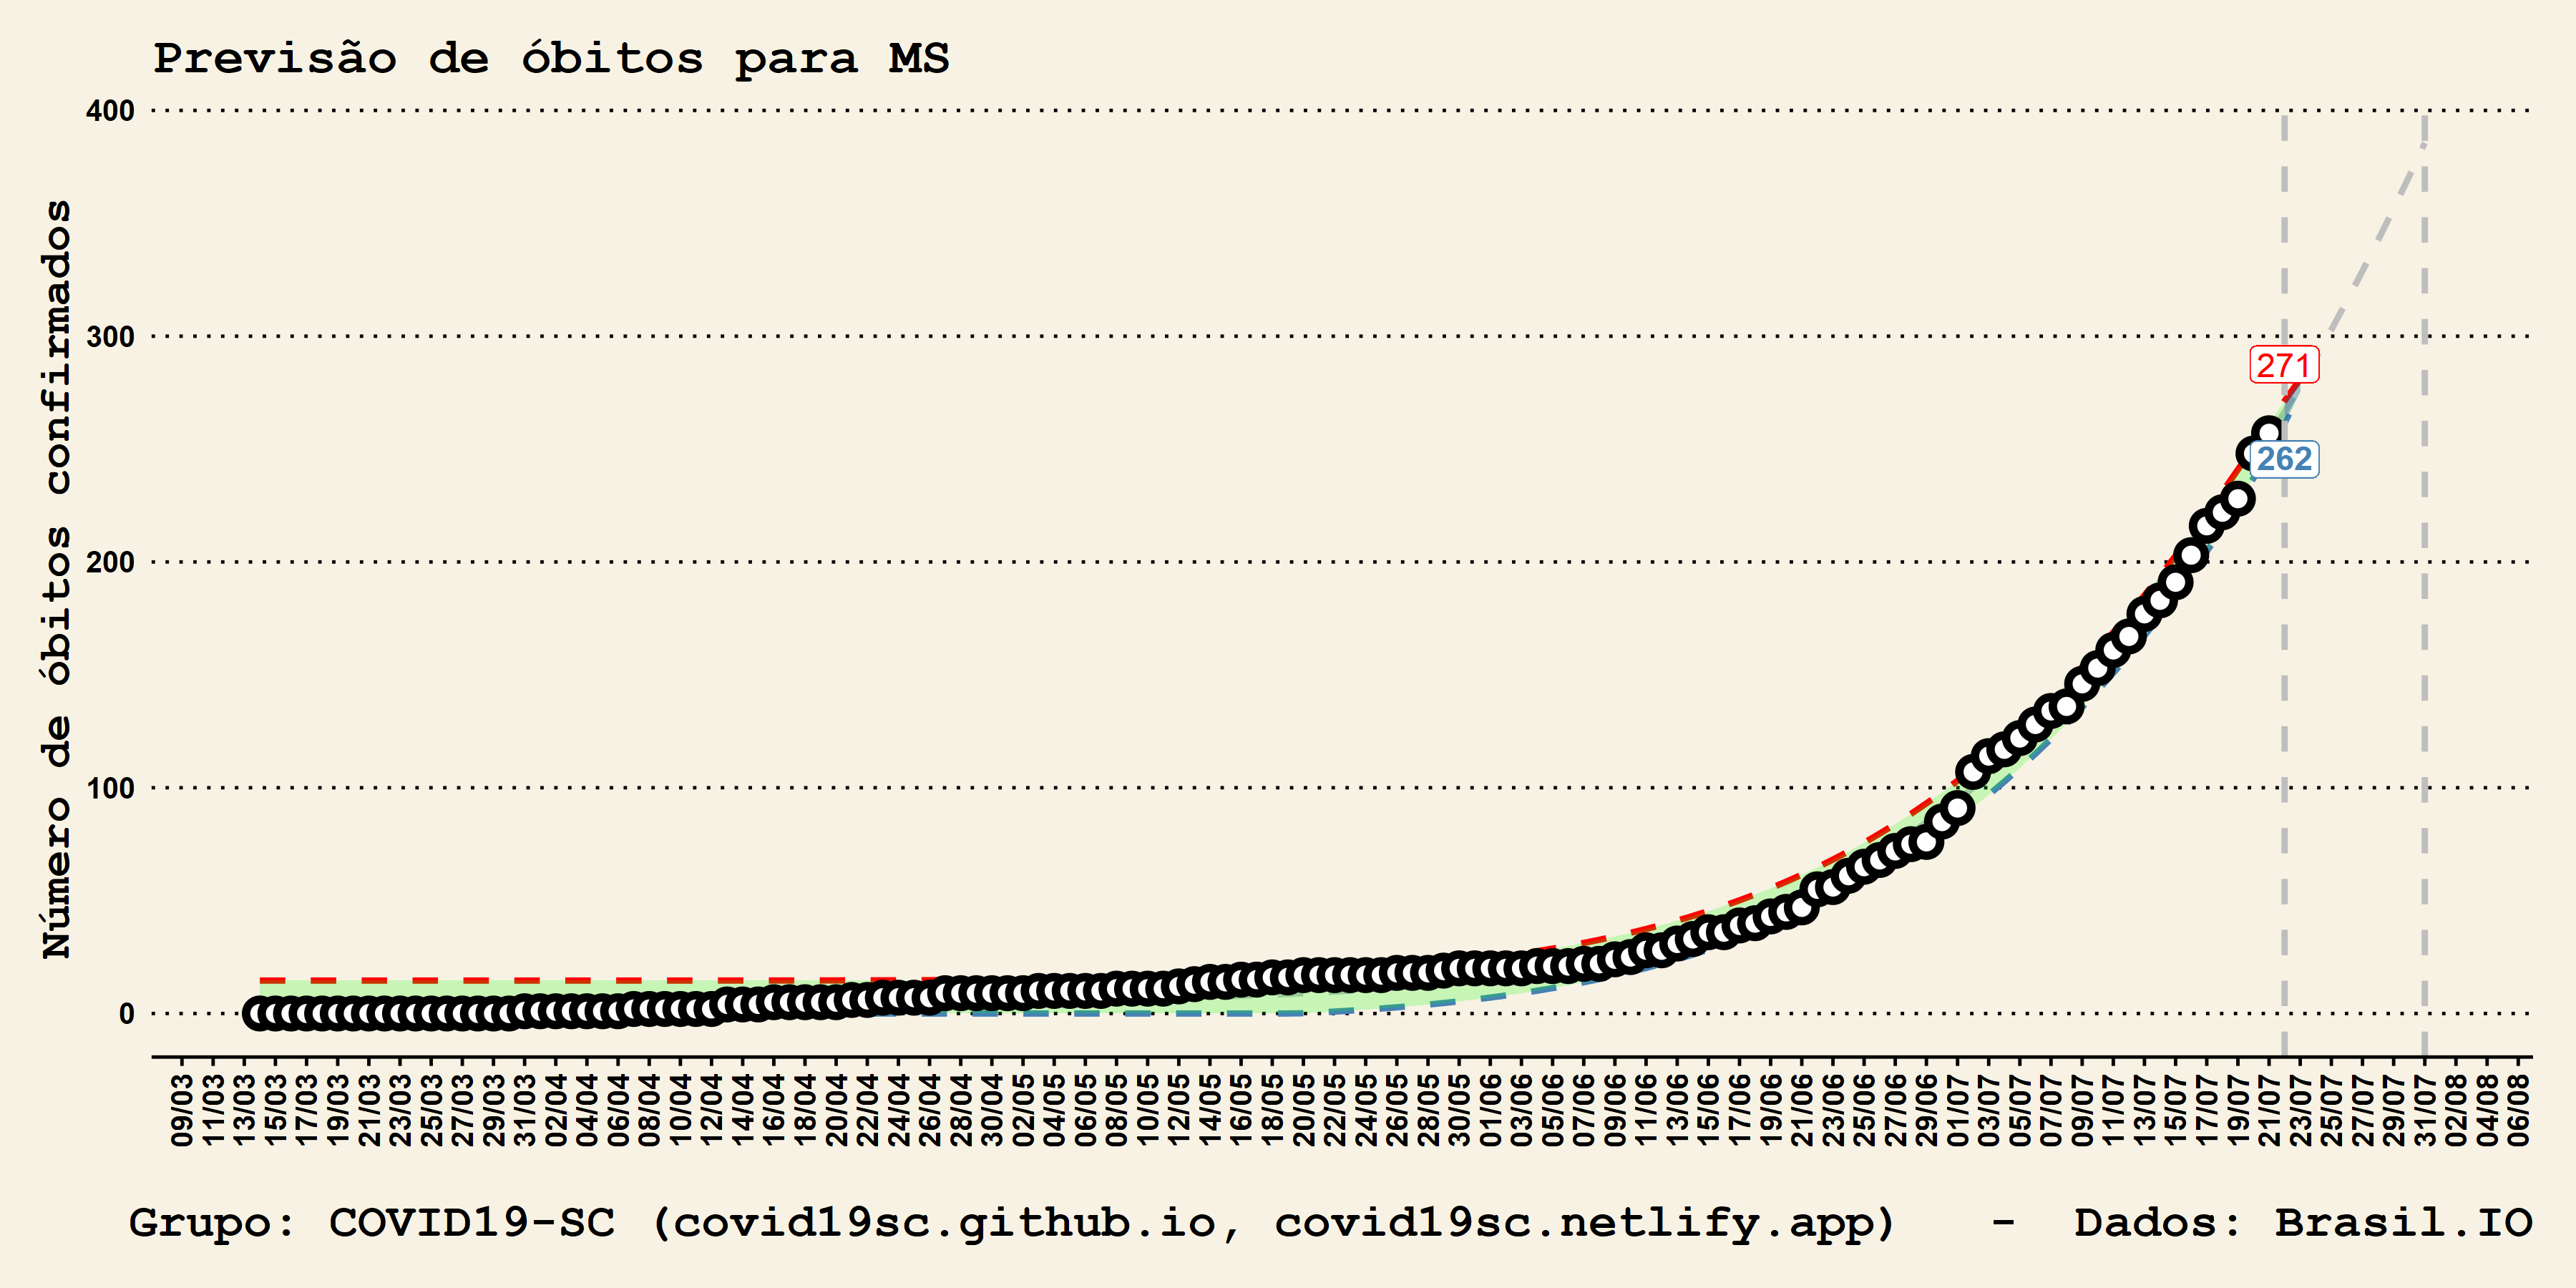 Previsão de óbitos para MS
Número de óbitos confirmados
400
300
200
100
0
271
262
09/03 11/03 13/03 15/03 17/03 19/03 21/03 23/03 25/03 27/03 29/03 31/03 02/04 04/04 06/04 08/04 10/04 12/04 14/04 16/04 18/04 20/04 22/04 24/04 26/04 28/04 30/04 02/05 04/05 06/05 08/05 10/05 12/05 14/05 16/05 18/05 20/05 22/05 24/05 26/05 28/05 30/05 01/06 03/06 05/06 07/06 09/06 11/06 13/06 15/06 17/06 19/06 21/06 23/06 25/06 27/06 29/06 01/07 03/07 05/07 07/07 09/07 11/07 13/07 15/07 17/07 19/07 21/07 23/07 25/07 27/07 29/07 31/07 02/08 04/08 06/08
Grupo: COVID19-SC (covid19sc.github.io, covid19sc.netlify.app) - Dados: Brasil.IO